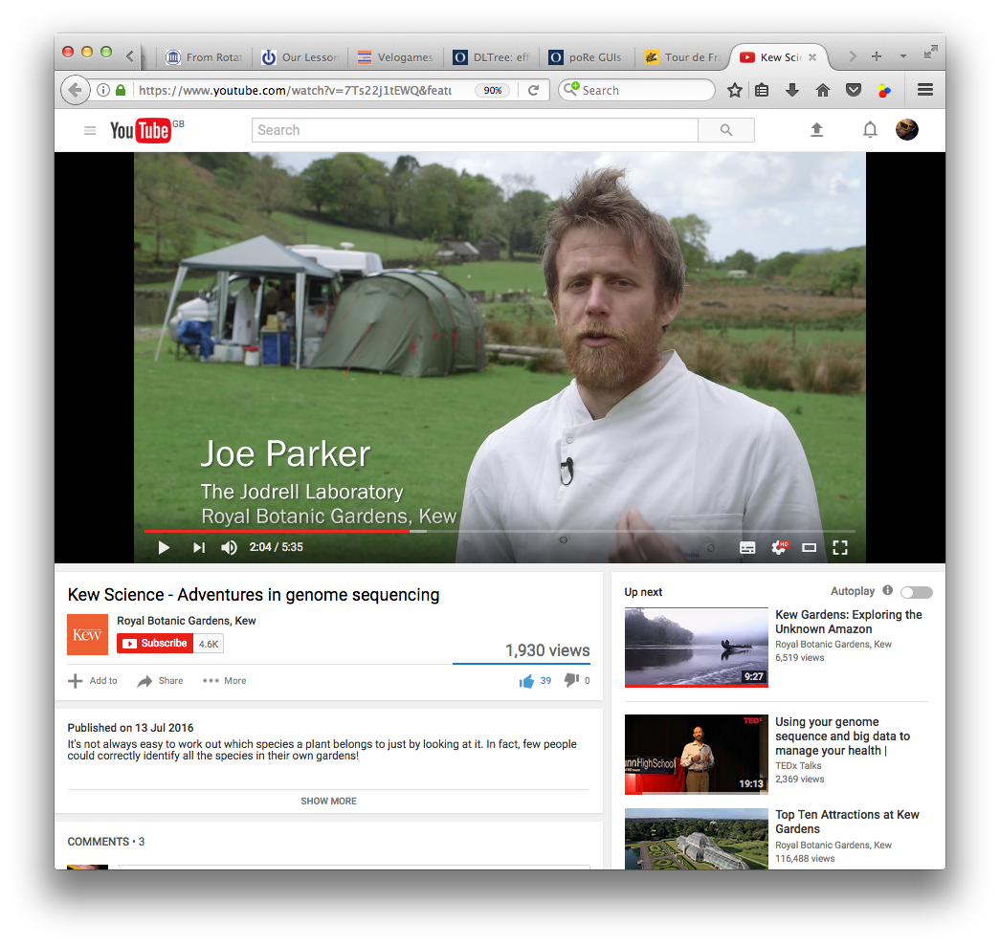 From Rotat
Our Lesson
Velogames
DLTree: eff
poRe GUIs
Tour de Fra
Kew Scie
https://www.youtube.com/watch?v=7Ts22j1tEWQ&featu
90%
Search
YouTube GB
Search
Joe Parker
The Jodrell Laboratory
Royal Botanic Gardens, Kew
2:04 / 5:35
HD
Kew Science - Adventures in genome sequencing
Kew
Royal Botanic Gardens, Kew
Subscribe 4.6K
1,930 views
Add to Share More
39 0
Published on 13 Jul 2016
It's not always easy to work out which species a plant belongs to just by looking at it. In fact, few people
could correctly identify all the species in their own gardens!
SHOW MORE
COMMENTS • 3
Up next
Autoplay
Kew Gardens: Exploring the
Unknown Amazon
Royal Botanic Gardens, Kew
6,519 views
9:27
Using your genome
sequence and big data to
manage your health |
TEDx Talks
2,369 views
TEDx
unnHighSchool
19:13
Top Ten Attractions at Kew
Gardens
Royal Botanic Gardens, Kew
116,488 views